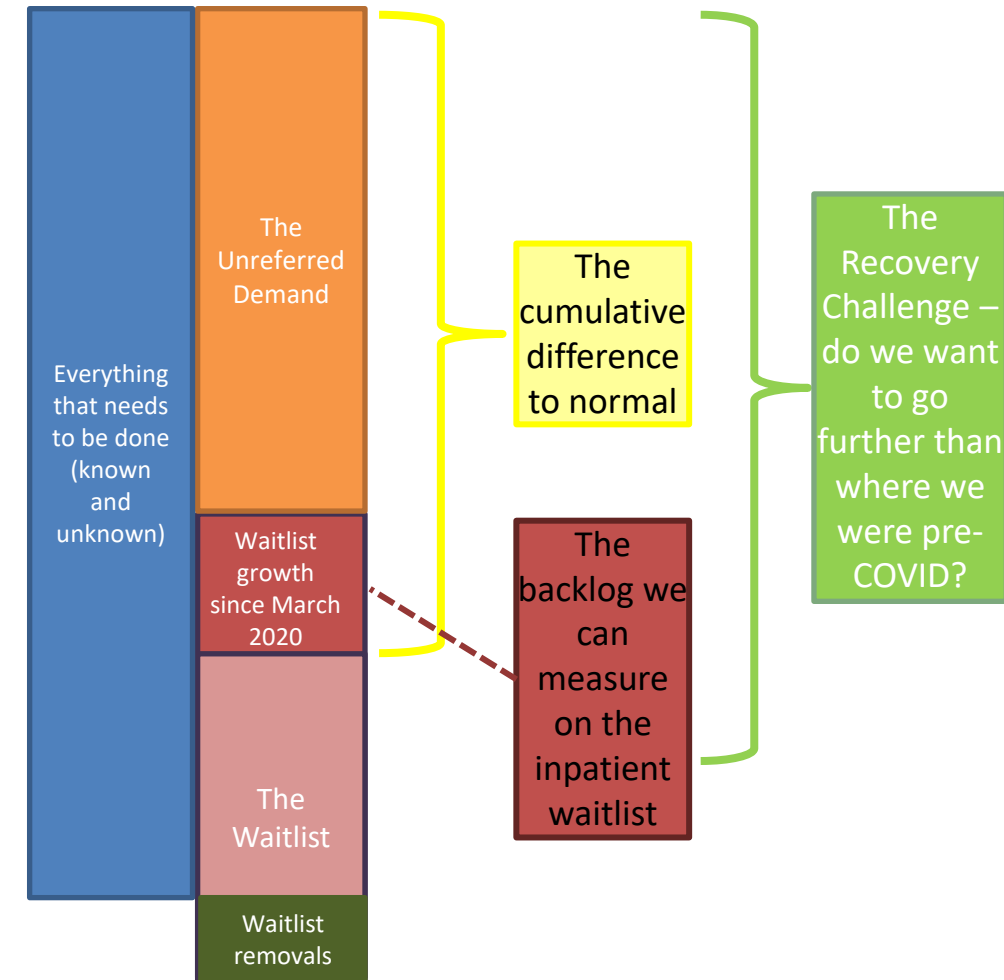 Everything
that needs
to be done
(known
and
unknown)
The
Unreferred
Demand
Waitlist
growth
since March
2020
The
Waitlist
Waitlist
removals
The
cumulative
difference
to normal
The
backlog we
can
measure
on the
inpatient
waitlist
The
Recovery
Challenge –
do we want
to go
further than
where we
were pre-
COVID?